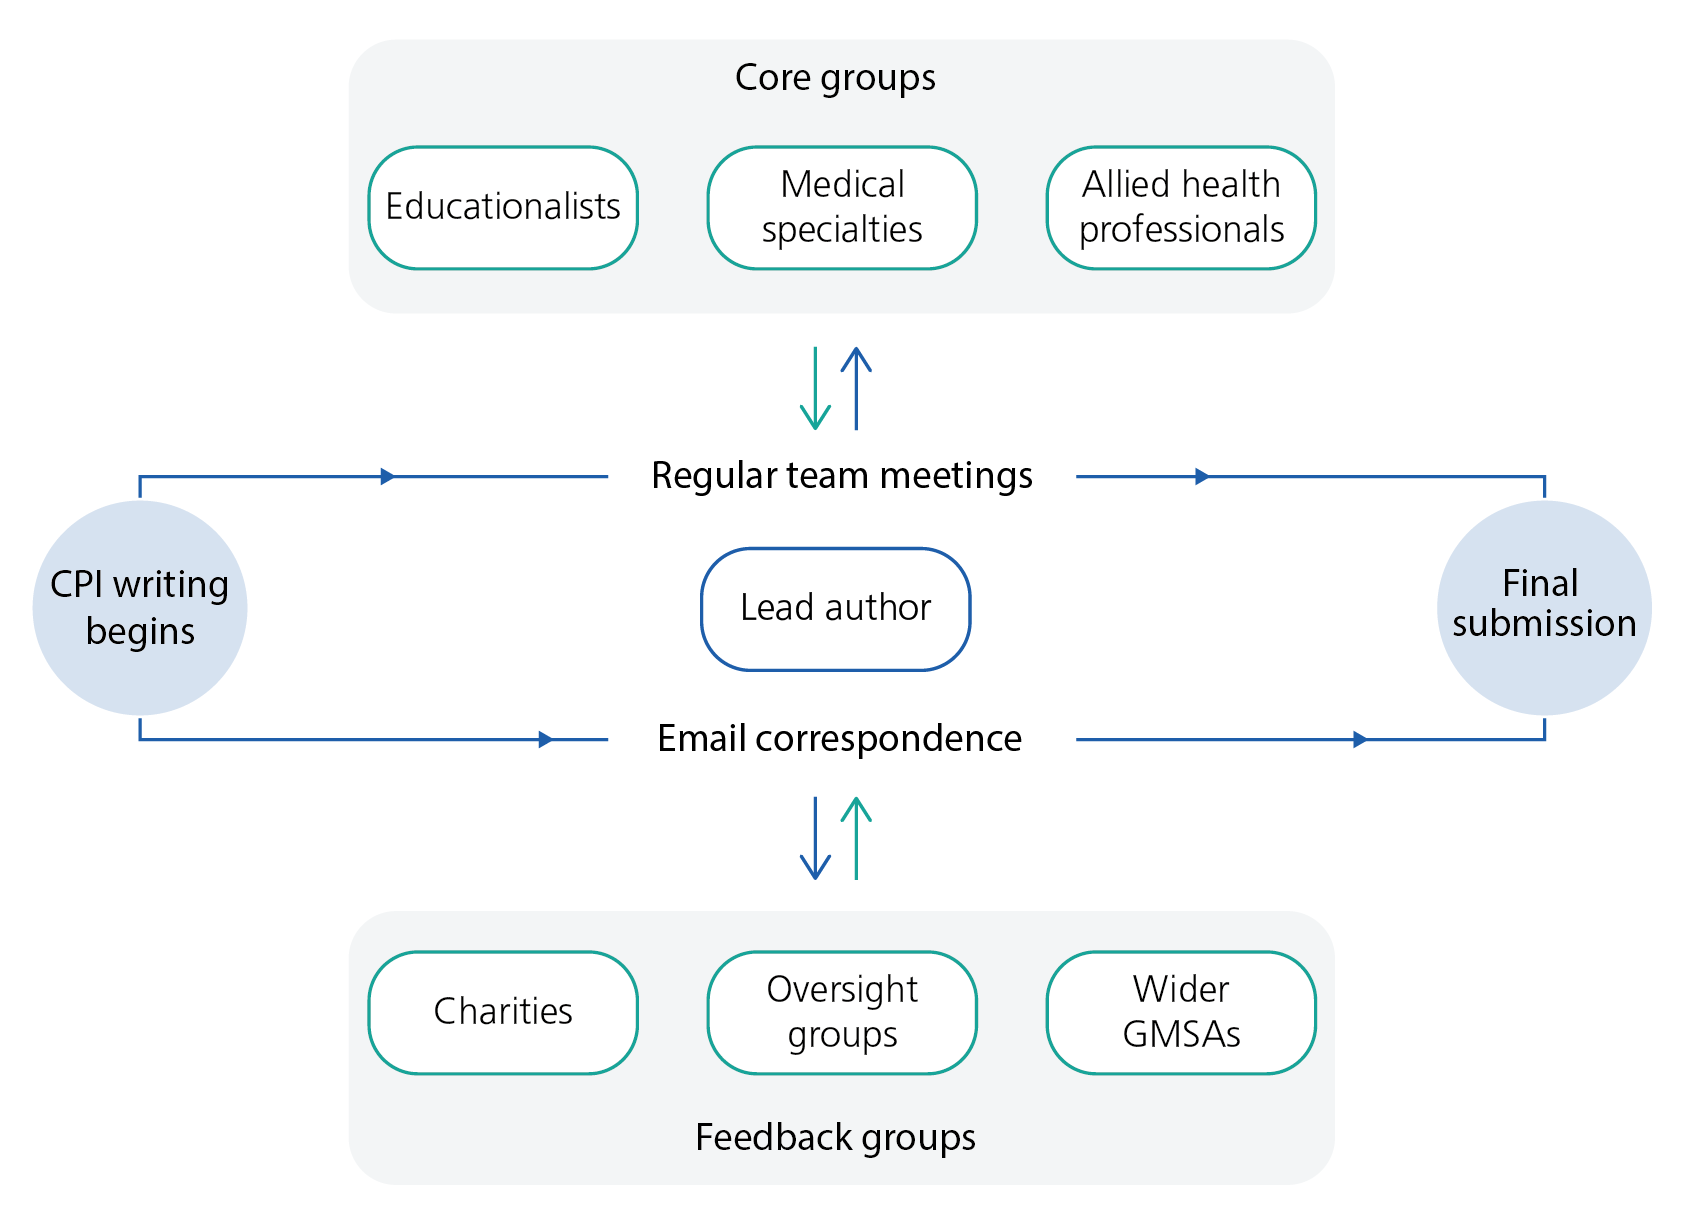 Core groups
Educationalists
Medical
specialties
Allied health
professionals
Regular team meetings
CPI writing
begins
Lead author
Final
submission
Email correspondence
Charities
Oversight
groups
Wider
GMSAs
Feedback groups